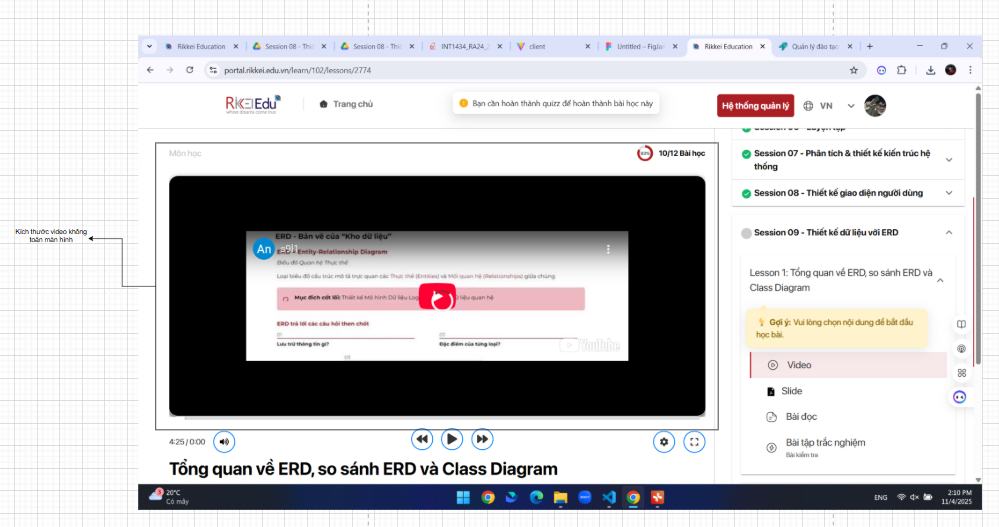 Rikkei Education
Session 08 - Thi
Session 08 - Thi
INT1434_RA24_
client
Untitled – Figja
Rikkei Education
Quản lý đào tạo
portal.rikkei.edu.vn/learn/102/lessons/2774
RIKKEI Edu
where dreams come true
Trang chủ
Bạn cần hoàn thành quizz để hoàn thành bài học này
Hệ thống quản lý
VN
Môn học
83%
10/12 Bài học
Kích thước video không
toàn màn hình
ERD - Bản vẽ của "Kho dữ liệu"
An
ERD - Entity-Relationship Diagram
Biểu đồ Quan hệ Thực thể
Loại biểu đồ cấu trúc mô tả trực quan các Thực thể (Entities) và Mối quan hệ (Relationships) giữa chúng
Mục đích cốt lõi: Thiết kế Mô hình Dữ liệu
liệu quan hệ
ERD trả lời các câu hỏi then chốt
01
02
Lưu trữ thông tin gì?
Đặc điểm của từng loại?
03
YouTube
4:25 / 0:00
Tổng quan về ERD, so sánh ERD và Class Diagram
Session 06 - Luyện tập
Session 07 - Phân tích & thiết kế kiến trúc hệ
thống
Session 08 - Thiết kế giao diện người dùng
Session 09 - Thiết kế dữ liệu với ERD
Lesson 1: Tổng quan về ERD, so sánh ERD và
Class Diagram
Gợi ý: Vui lòng chọn nội dung để bắt đầu
học bài.
Video
Slide
Bài đọc
Bài tập trắc nghiệm
Bài kiểm tra
3
20°C
Có mây
ENG
2:10 PM
11/4/2025